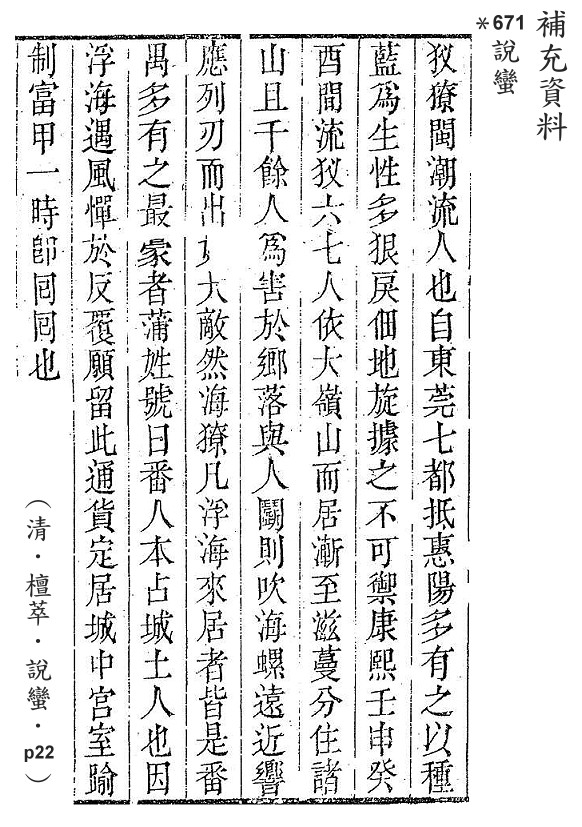 補充資料
*671
說蠻
狄獠閩潮流人也自東莞七都抵惠陽多有之以種
藍爲生性多狠戾佃地旋據之不可禦康熙壬申癸
酉間流狄六七人依大嶺山而居漸至滋蔓分住諸
山且千餘人爲害於鄉落與人鬭則吹海螺遠近響
應列刃而出 大敵然海獠凡浮海來居者皆是番
禺多有之最豪者蒲姓號曰番人本占城土人也因
浮海遇風憚於反覆願留此通貨定居城中宫室踰
制富甲一時卽囘囘也
(清.檀萃.說蠻.p22)